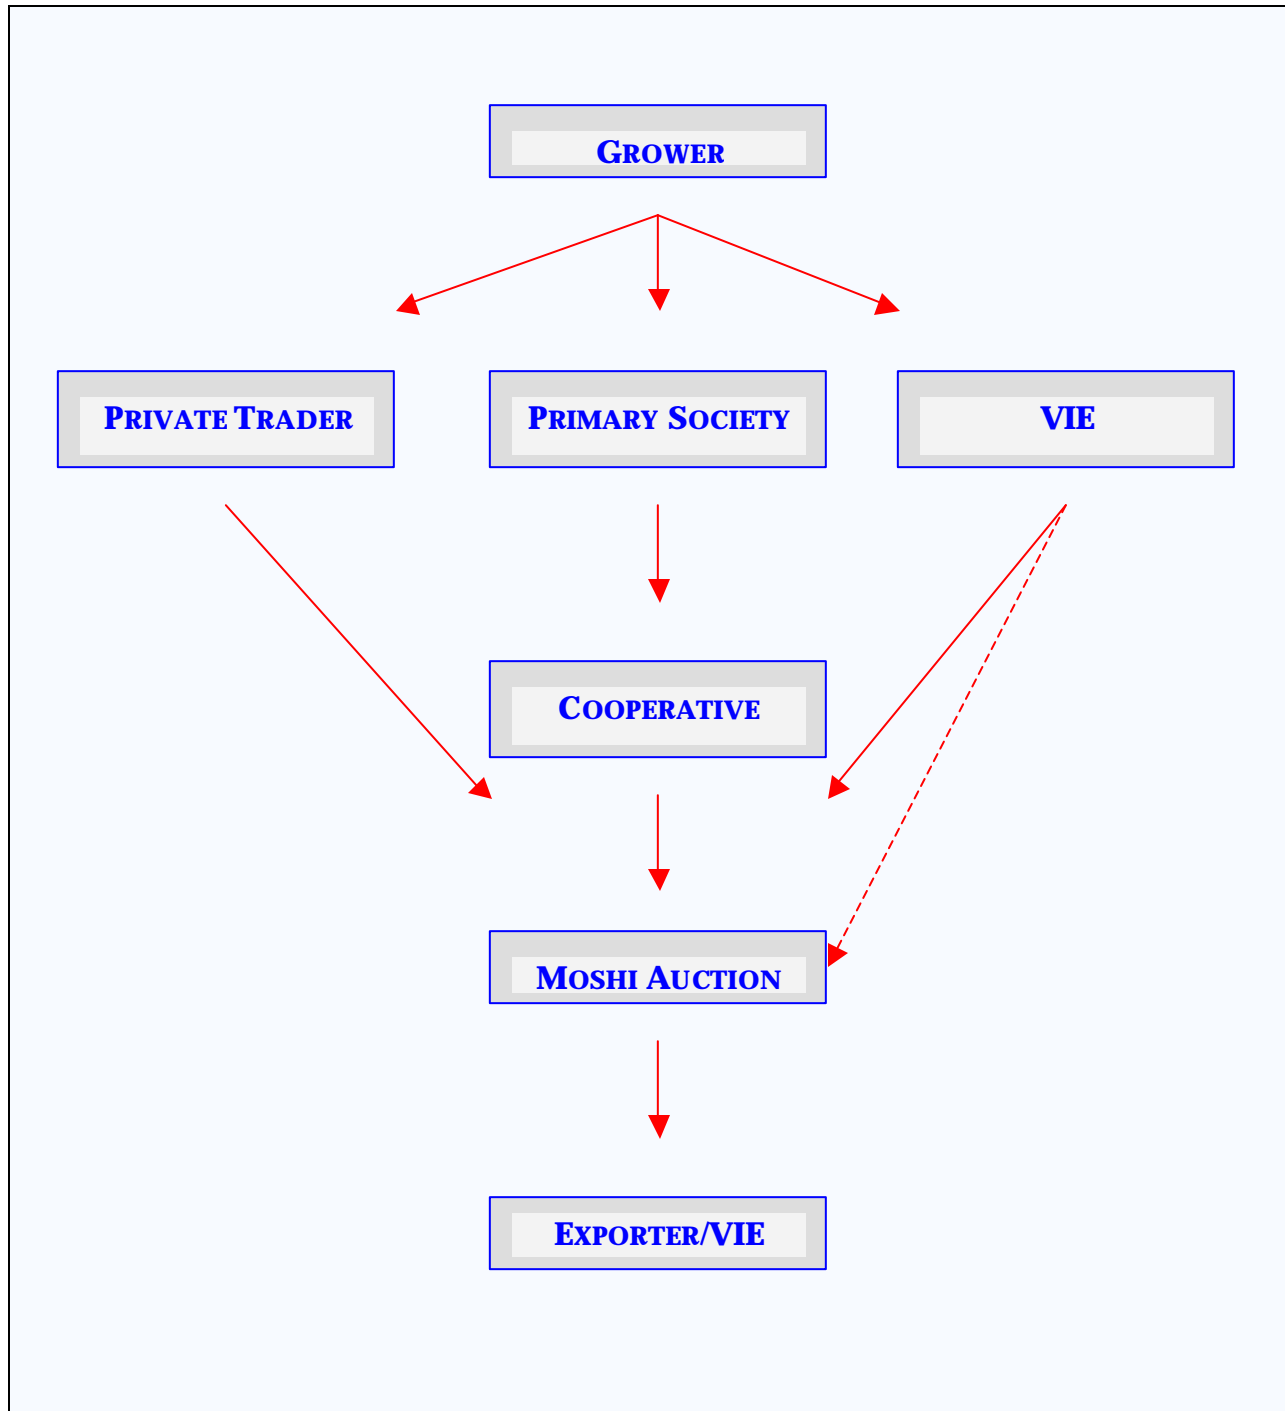 GROWER
PRIVATE TRADER
PRIMARY SOCIETY
VIE
COOPERATIVE
MOSHI AUCTION
EXPORTER/VIE